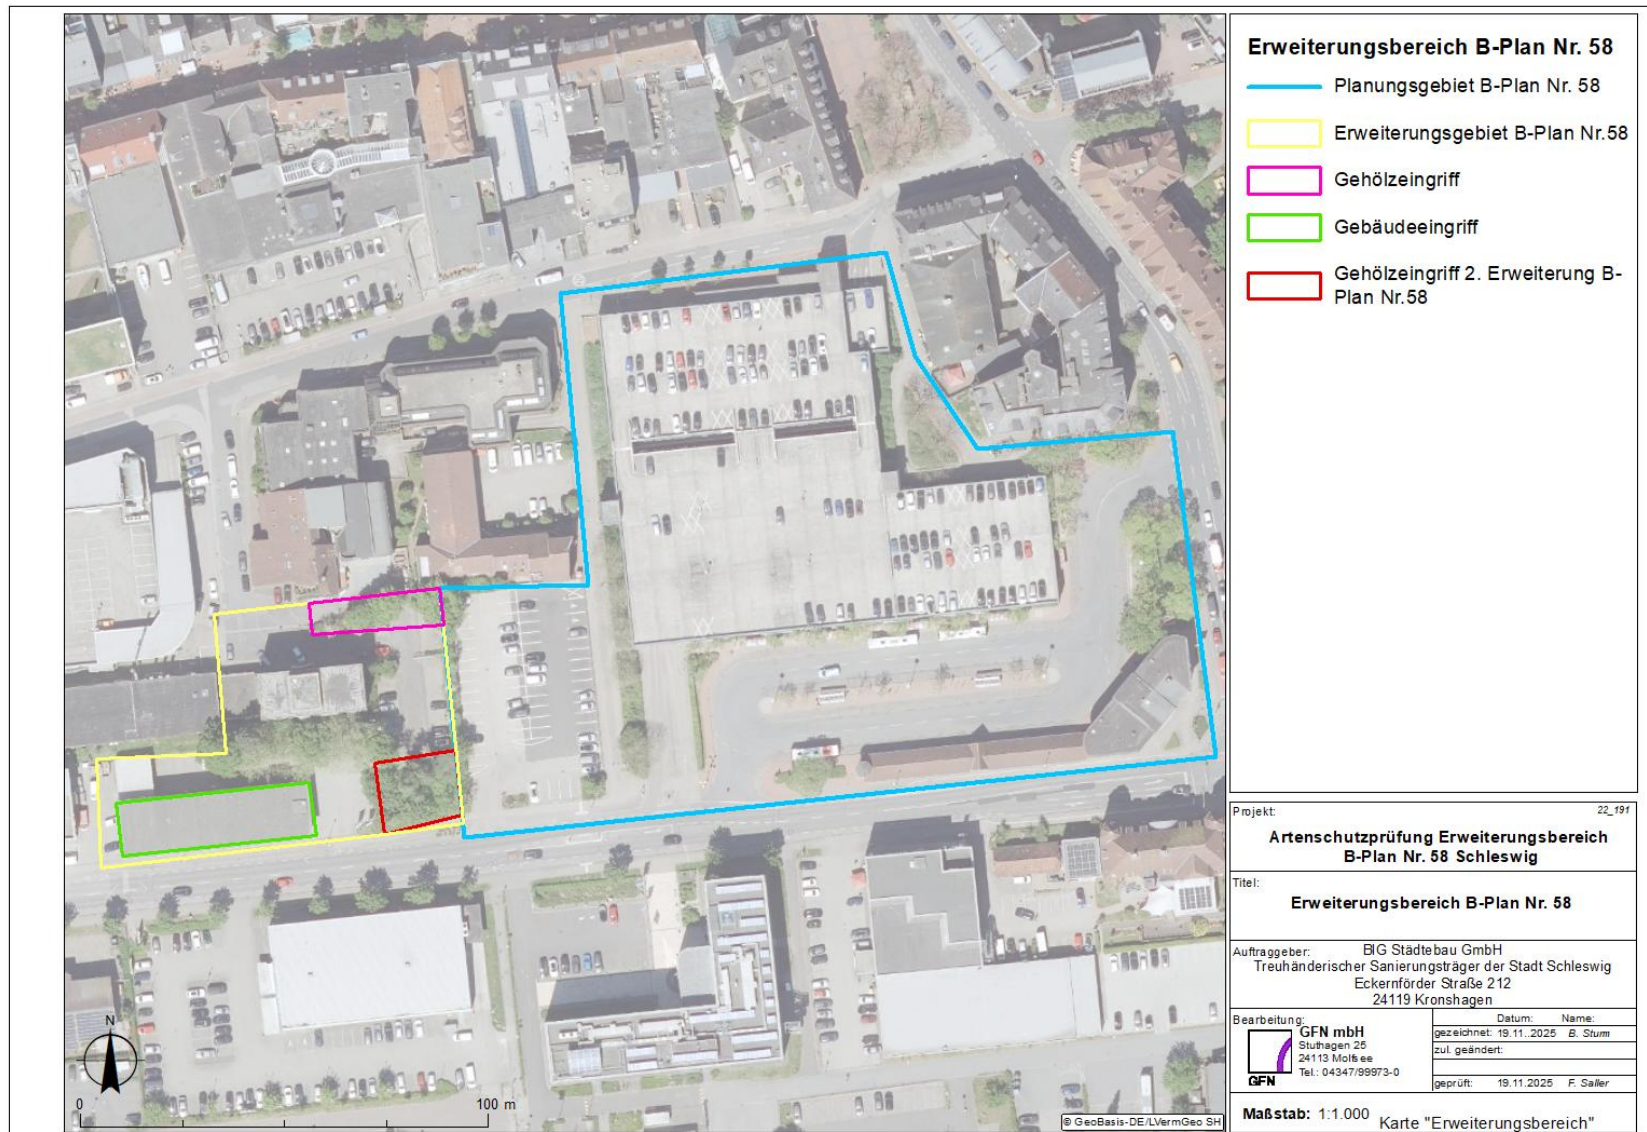 Erweiterungsbereich B-Plan Nr. 58
Planungsgebiet B-Plan Nr. 58
Erweiterungsgebiet B-Plan Nr.58
Gehölzeingriff
Gebäudeeingriff
Gehölzeingriff 2. Erweiterung B-
Plan Nr.58
Projekt: 22_191
Artenschutzprüfung Erweiterungsbereich
B-Plan Nr. 58 Schleswig
Titel:
Erweiterungsbereich B-Plan Nr. 58
Auftraggeber: BIG Städtebau GmbH
Treuhänderischer Sanierungsträger der Stadt Schleswig
Eckernförder Straße 212
24119 Kronshagen
Bearbeitung:
GFN mbH
Stuthagen 25
24113 Molfsee
Tel.: 04347/99973-0
GFN
Datum: Name:
gezeichnet: 19.11..2025 B. Sturm
zul. geändert:
geprüft: 19.11.2025 F. Saller
Maßstab: 1:1.000 Karte "Erweiterungsbereich"
N
0 100 m
© GeoBasis-DE/LVermGeo SH